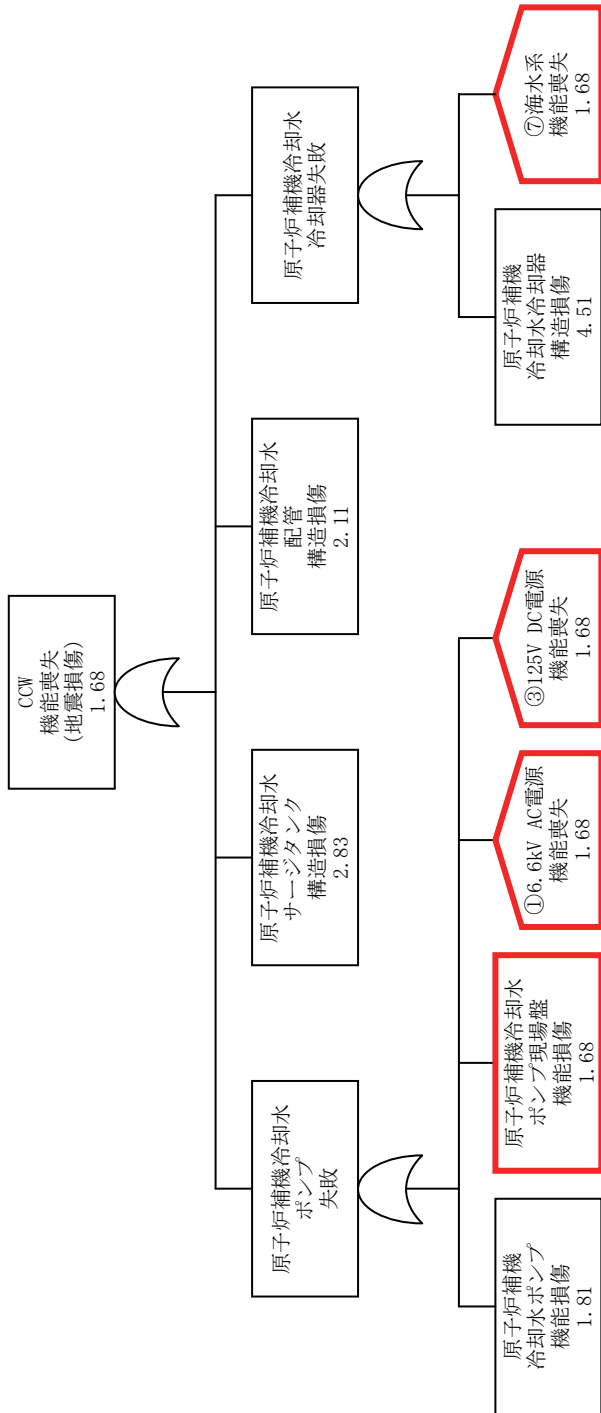 CCW
機能喪失
(地震損傷)
1.68
原子炉補機冷却水
ポンプ
失敗
原子炉補機冷却水
サージタンク
構造損傷
2.83
原子炉補機冷却水
配管
構造損傷
2.11
原子炉補機冷却水
冷却器失敗
原子炉補機
冷却水ポンプ
機能損傷
1.81
原子炉補機冷却水
ポンプ現場盤
機能損傷
1.68
①6.6kV AC電源
機能喪失
1.68
③125V DC電源
機能喪失
1.68
原子炉補機
冷却水冷却器
構造損傷
4.51
⑦海水系
機能喪失
1.68